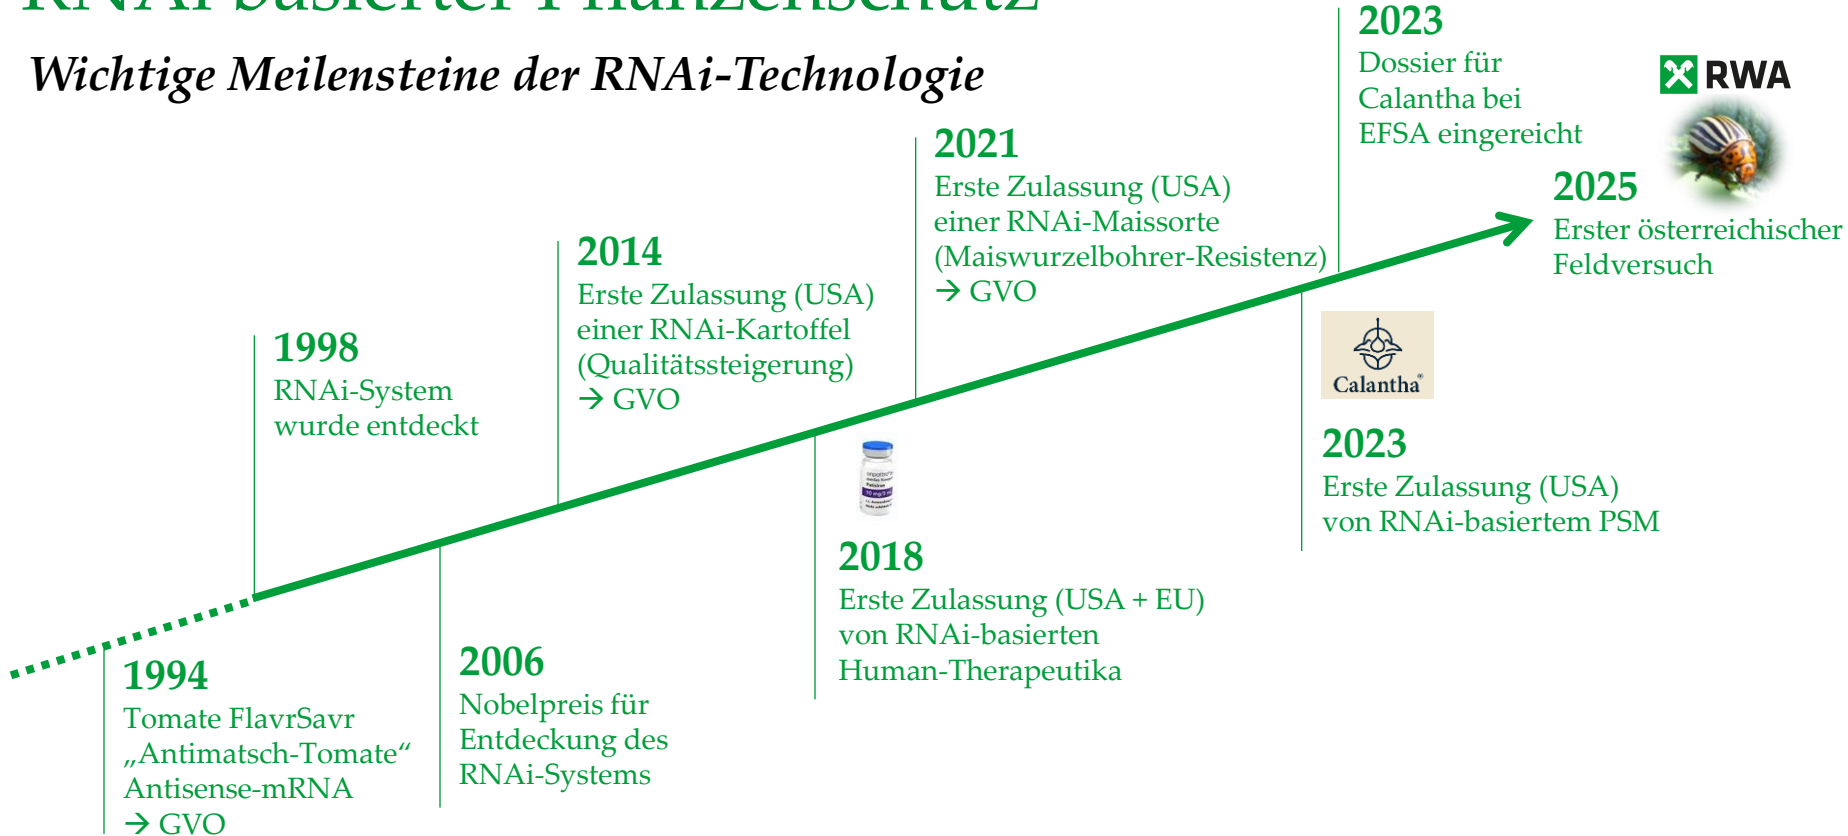 RNAi basierter Pflanzenschutz
Wichtige Meilensteine der RNAi-Technologie
1994
Tomate FlavrSavr
„Antimatsch-Tomate“
Antisense-mRNA
→ GVO
1998
RNAi-System
wurde entdeckt
2006
Nobelpreis für
Entdeckung des
RNAi-Systems
2014
Erste Zulassung (USA)
einer RNAi-Kartoffel
(Qualitätssteigerung)
→ GVO
2018
Erste Zulassung (USA + EU)
von RNAi-basierten
Human-Therapeutika
2021
Erste Zulassung (USA)
einer RNAi-Maissorte
(Maiswurzelbohrer-Resistenz)
→ GVO
Calantha®
2023
Erste Zulassung (USA)
von RNAi-basiertem PSM
2023
Dossier für
Calantha bei
EFSA eingereicht
RWA
2025
Erster österreichischer
Feldversuch